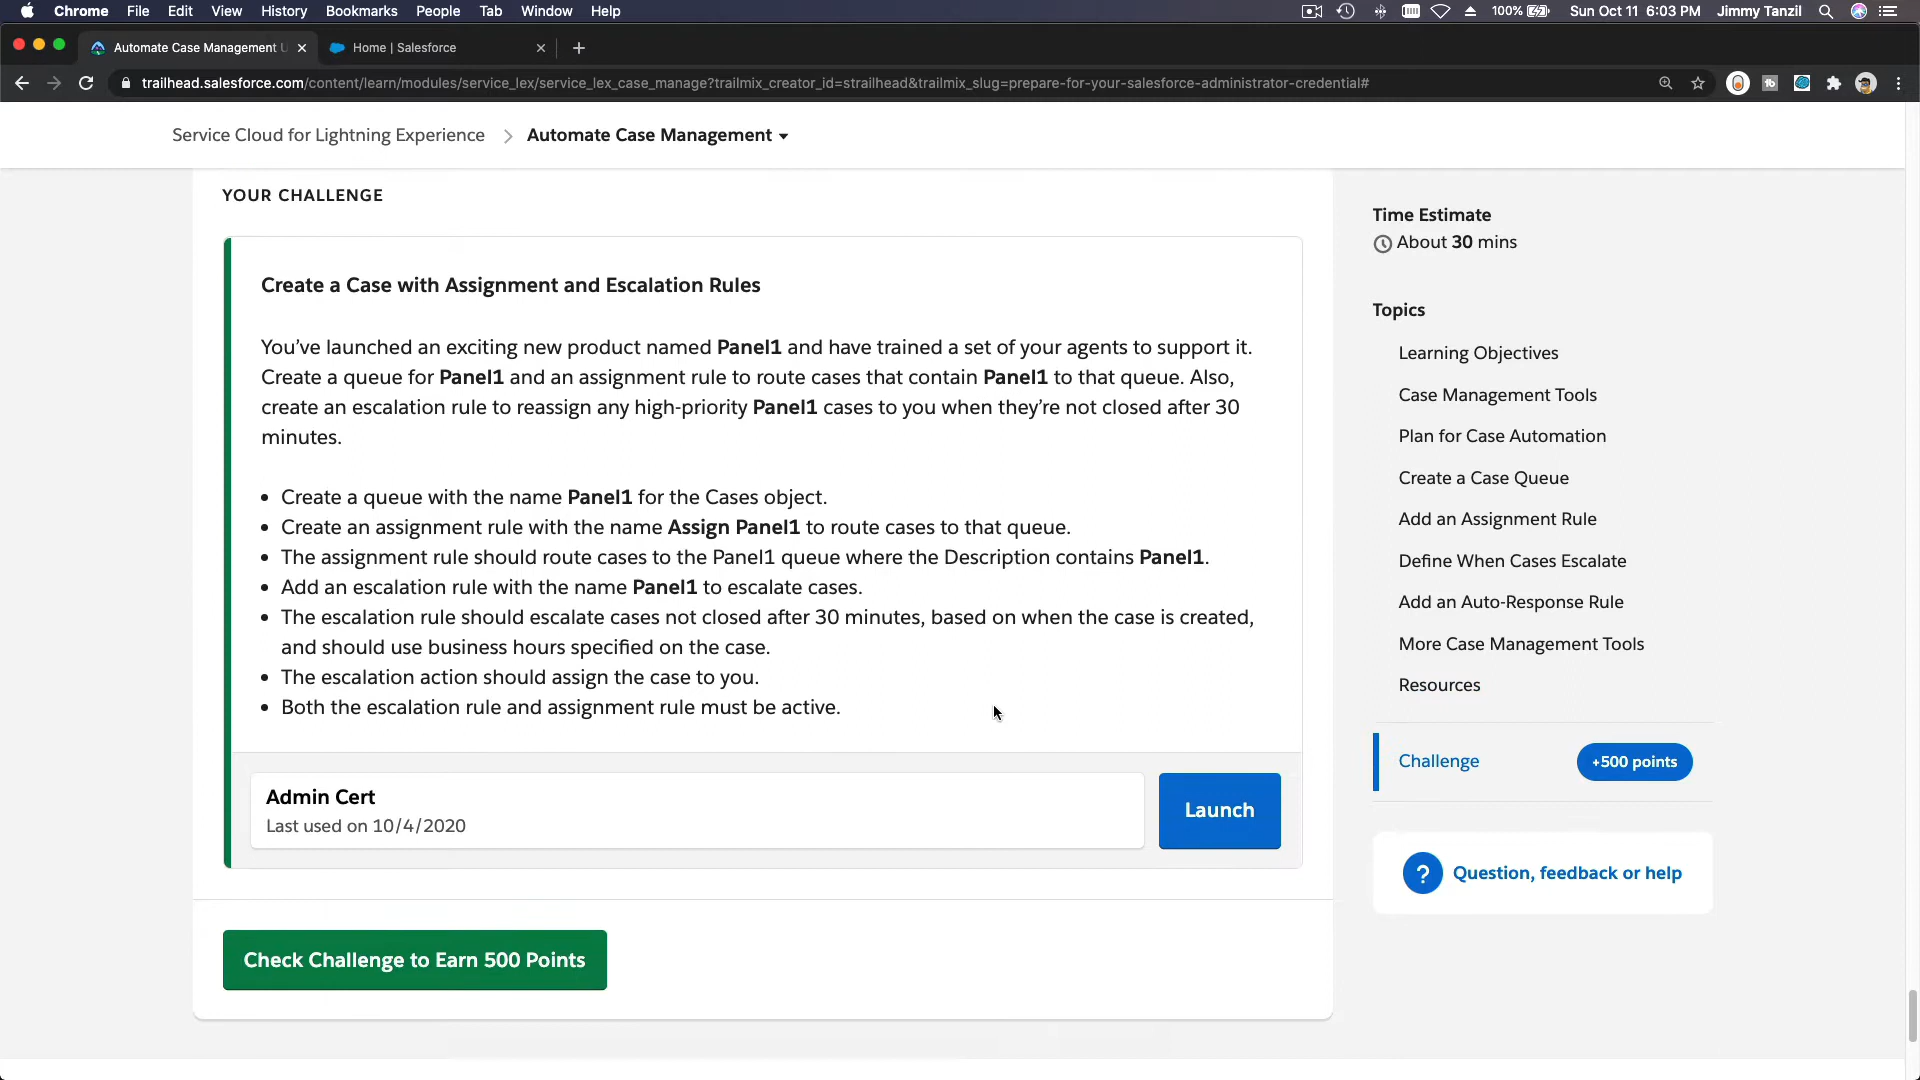 Chrome File Edit View History Bookmarks People Tab Window Help 100% Sun Oct 11 6:03 PM Jimmy Tanzil
Automate Case Management U Home | Salesforce
trailhead.salesforce.com/content/learn/modules/service_lex/service_lex_case_manage?trailmix_creator_id=strailhead&trailmix_slug=prepare-for-your-salesforce-administrator-credential#
Service Cloud for Lightning Experience Automate Case Management
YOUR CHALLENGE
Create a Case with Assignment and Escalation Rules
You’ve launched an exciting new product named Panel1 and have trained a set of your agents to support it.
Create a queue for Panel1 and an assignment rule to route cases that contain Panel1 to that queue. Also,
create an escalation rule to reassign any high-priority Panel1 cases to you when they’re not closed after 30
minutes.
• Create a queue with the name Panel1 for the Cases object.
• Create an assignment rule with the name Assign Panel1 to route cases to that queue.
• The assignment rule should route cases to the Panel1 queue where the Description contains Panel1.
• Add an escalation rule with the name Panel1 to escalate cases.
• The escalation rule should escalate cases not closed after 30 minutes, based on when the case is created,
and should use business hours specified on the case.
• The escalation action should assign the case to you.
• Both the escalation rule and assignment rule must be active.
Admin Cert
Last used on 10/4/2020
Launch
Check Challenge to Earn 500 Points
Time Estimate
About 30 mins
Topics
Learning Objectives
Case Management Tools
Plan for Case Automation
Create a Case Queue
Add an Assignment Rule
Define When Cases Escalate
Add an Auto-Response Rule
More Case Management Tools
Resources
Challenge +500 points
? Question, feedback or help